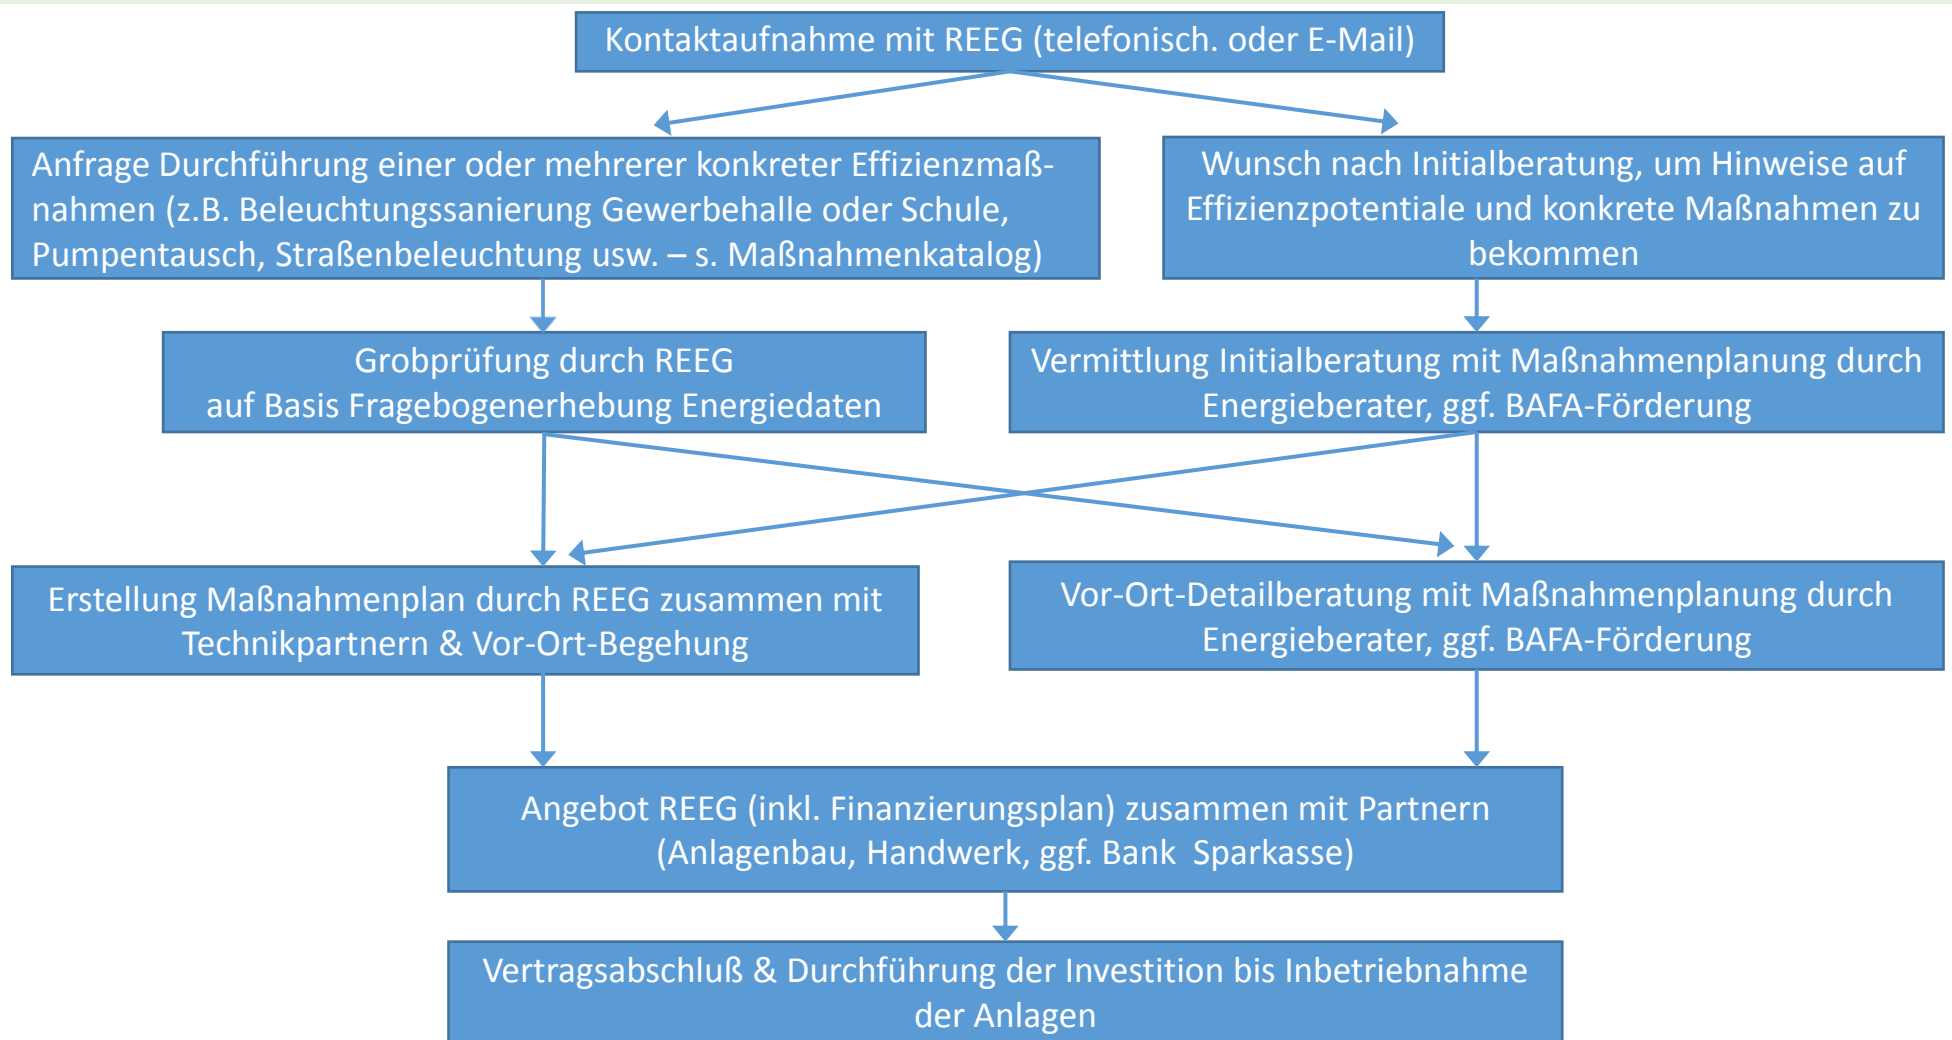 Kontaktaufnahme mit REEG (telefonisch. oder E-Mail)
Anfrage Durchführung einer oder mehrerer konkreter Effizienzmaß-
nahmen (z.B. Beleuchtungssanierung Gewerbehalle oder Schule,
Pumpentausch, Straßenbeleuchtung usw. – s. Maßnahmenkatalog)
Wunsch nach Initialberatung, um Hinweise auf
Effizienzpotentiale und konkrete Maßnahmen zu
bekommen
Grobprüfung durch REEG
auf Basis Fragebogenerhebung Energiedaten
Vermittlung Initialberatung mit Maßnahmenplanung durch
Energieberater, ggf. BAFA-Förderung
Erstellung Maßnahmenplan durch REEG zusammen mit
Technikpartnern & Vor-Ort-Begehung
Vor-Ort-Detailberatung mit Maßnahmenplanung durch
Energieberater, ggf. BAFA-Förderung
Angebot REEG (inkl. Finanzierungsplan) zusammen mit Partnern
(Anlagenbau, Handwerk, ggf. Bank  Sparkasse)
Vertragsabschluß & Durchführung der Investition bis Inbetriebnahme
der Anlagen